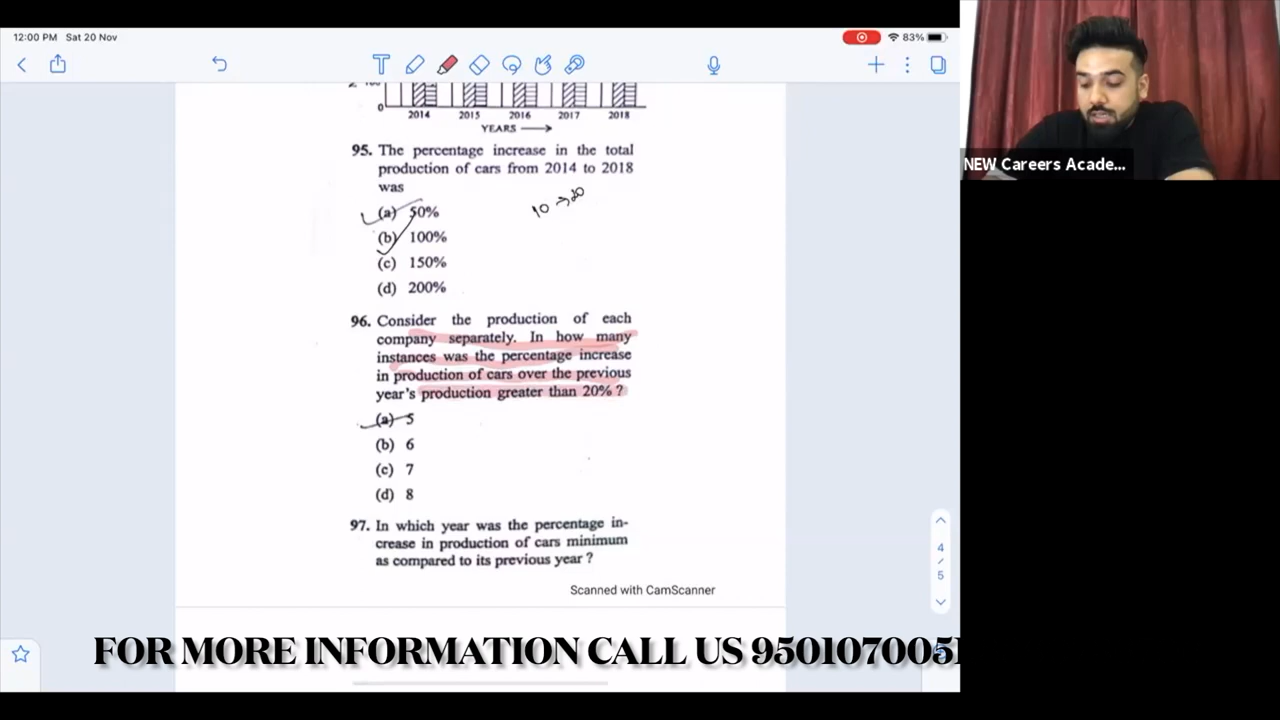 12:00 PM Sat 20 Nov
83%
T
0
2014 2015 2016 2017 2018
YEARS
95. The percentage increase in the total
production of cars from 2014 to 2018
was
(a) 50%
(b) 100%
(c) 150%
(d) 200%
10 → 20
96. Consider the production of each
company separately. In how many
instances was the percentage increase
in production of cars over the previous
year's production greater than 20% ?
(a) 5
(b) 6
(c) 7
(d) 8
97. In which year was the percentage in-
crease in production of cars minimum
as compared to its previous year ?
Scanned with CamScanner
4
/
5
NEW Careers Acade...
FOR MORE INFORMATION CALL US 950107005